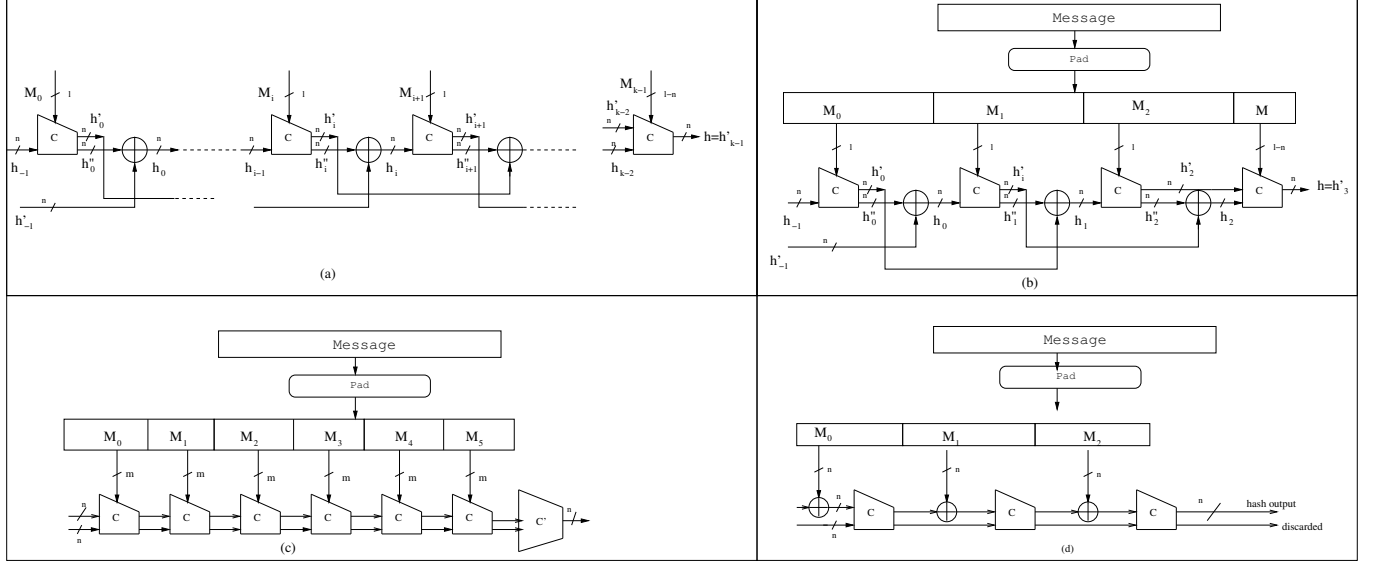 M₀ l
Mᵢ l
Mᵢ₊₁ l
Mₖ₋₁ l−n
n C n h'₀ n
n C n h'ᵢ n
n C n h'ᵢ₊₁
h'ₖ₋₂ n C n h=h'ₖ₋₁
h₋₁ n h''₀ h₀
hᵢ₋₁ n h''ᵢ hᵢ
n h''ᵢ₊₁
n hₖ₋₂
n
h'₋₁
(a)
Message
Pad
M₀ M₁ M₂ M
l l l l−n
n C n h'₀ n C n h'ᵢ n C n h'₂ C n h=h'₃
h₋₁ n h''₀ h₀ n h''₁ h₁ n h''₂ n h₂
n
h'₋₁
(b)
Message
Pad
M₀ M₁ M₂ M₃ M₄ M₅
m m m m m m
n C C C C C C C' n
n
(c)
Message
Pad
M₀ M₁ M₂
n n n
n C C C n hash output
n discarded
(d)